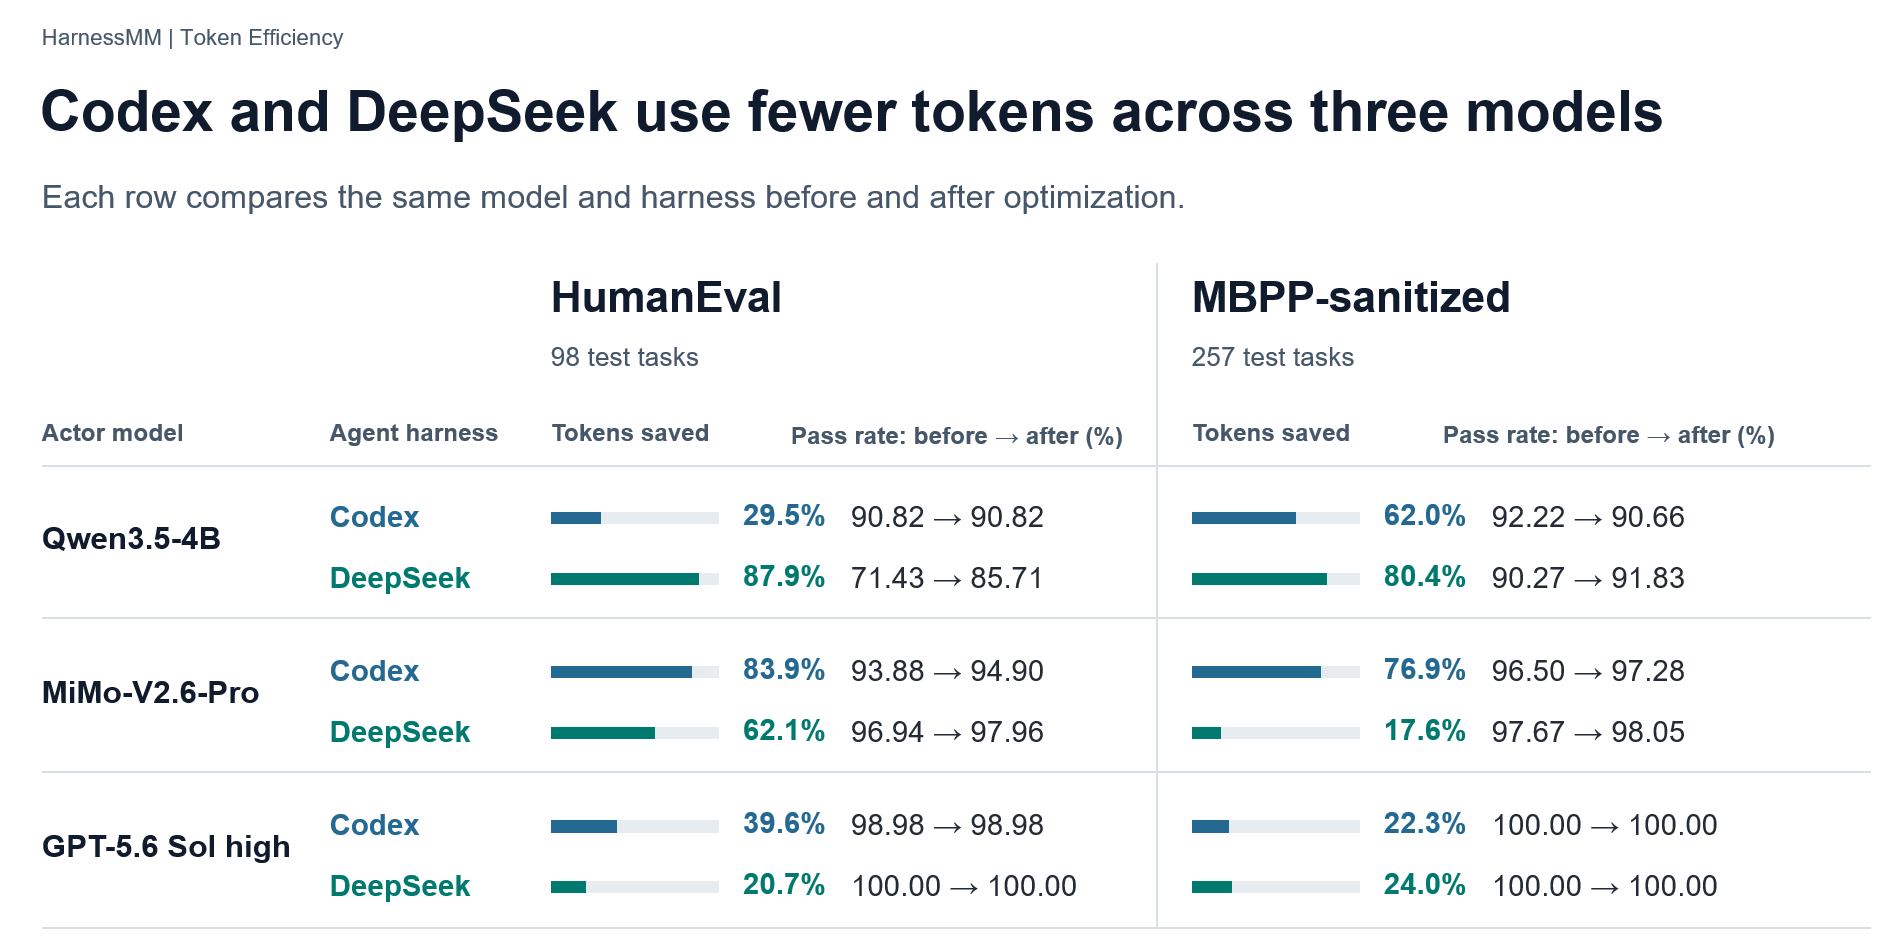 HarnessMM | Token Efficiency
Codex and DeepSeek use fewer tokens across three models
Each row compares the same model and harness before and after optimization.
HumanEval
98 test tasks
MBPP-sanitized
257 test tasks
Actor model Agent harness Tokens saved Pass rate: before → after (%) Tokens saved Pass rate: before → after (%)
Qwen3.5-4B
Codex 29.5% 90.82 → 90.82 62.0% 92.22 → 90.66
DeepSeek 87.9% 71.43 → 85.71 80.4% 90.27 → 91.83
MiMo-V2.6-Pro
Codex 83.9% 93.88 → 94.90 76.9% 96.50 → 97.28
DeepSeek 62.1% 96.94 → 97.96 17.6% 97.67 → 98.05
GPT-5.6 Sol high
Codex 39.6% 98.98 → 98.98 22.3% 100.00 → 100.00
DeepSeek 20.7% 100.00 → 100.00 24.0% 100.00 → 100.00